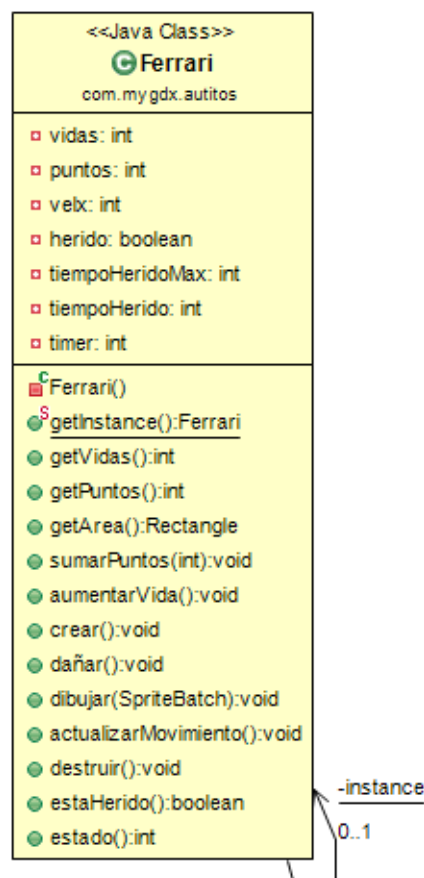 <<Java Class>>
Ferrari
com.mygdx.autitos
vidas: int
puntos: int
velx: int
herido: boolean
tiempoHeridoMax: int
tiempoHerido: int
timer: int
Ferrari()
getInstance():Ferrari
getVidas():int
getPuntos():int
getArea():Rectangle
sumarPuntos(int):void
aumentarVida():void
crear():void
dañar():void
dibujar(SpriteBatch):void
actualizarMovimiento():void
destruir():void
estaHerido():boolean
estado():int
-instance
0..1